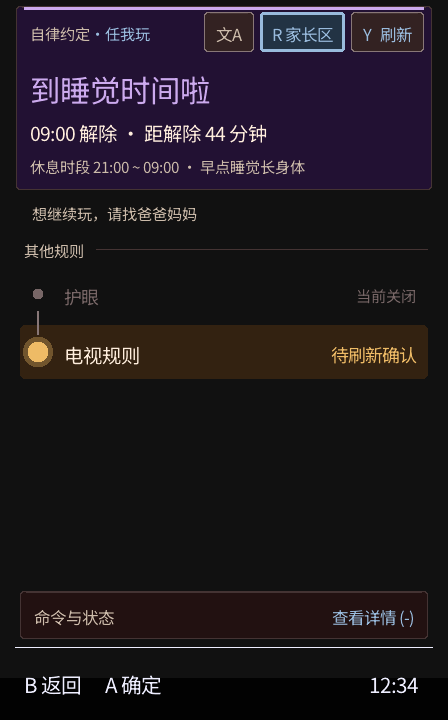 自律约定·任我玩 文A R 家长区 Y 刷新
到睡觉时间啦
09:00 解除 · 距解除 44 分钟
休息时段 21:00 ~ 09:00 · 早点睡觉长身体
想继续玩，请找爸爸妈妈
其他规则
护眼 当前关闭
电视规则 待刷新确认
命令与状态 查看详情 (-)
B 返回 A 确定 12:34